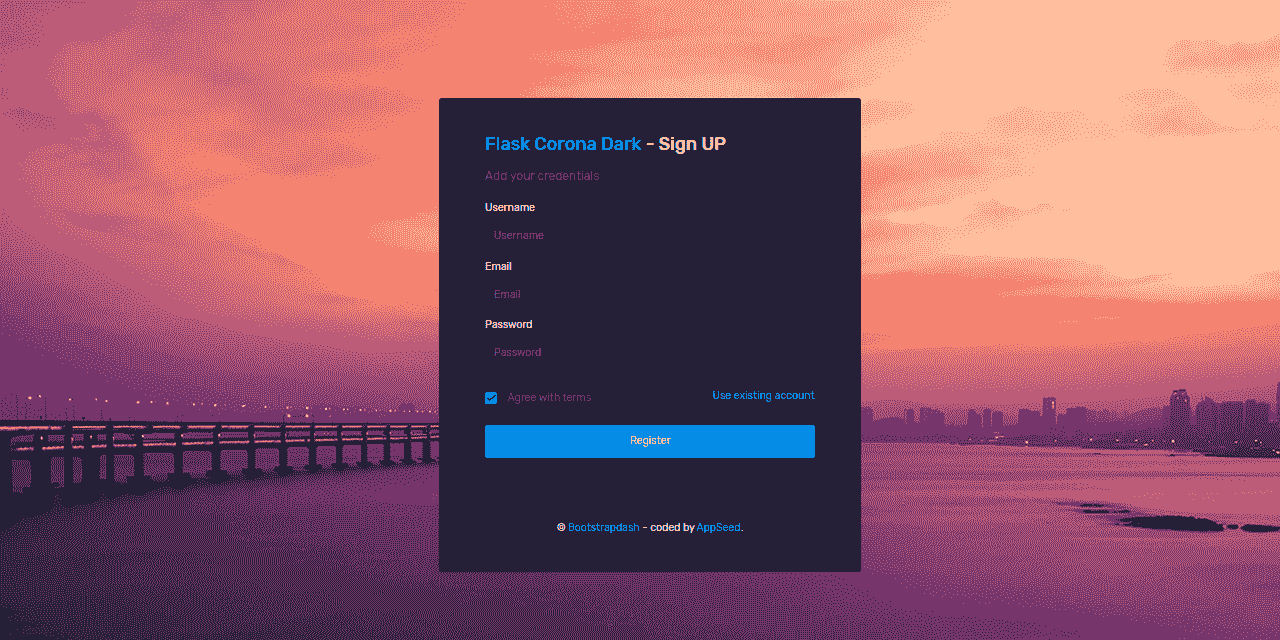 Flask Corona Dark - Sign UP
Add your credentials
Username
Username
Email
Email
Password
Password
Agree with terms
Use existing account
Register
© Bootstrapdash - coded by AppSeed.